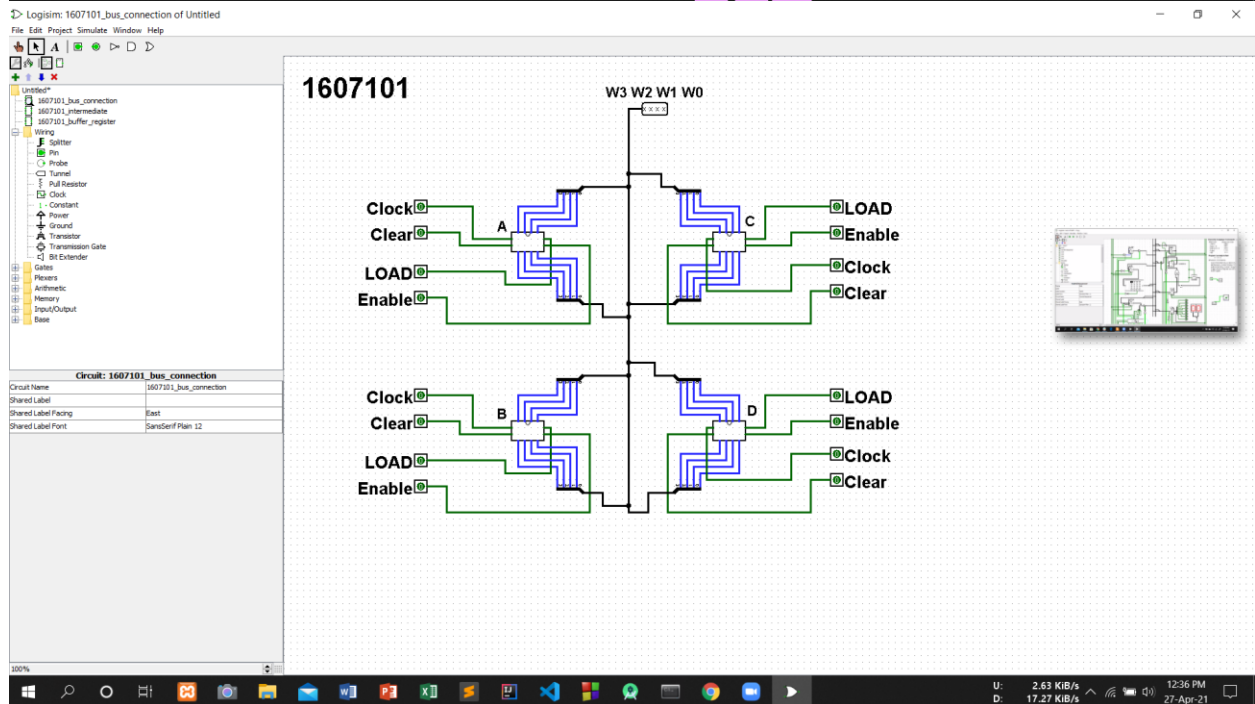 Logisim: 1607101_bus_connection of Untitled
File Edit Project Simulate Window Help
A
Untitled*
1607101_bus_connection
1607101_intermediate
1607101_buffer_register
Wiring
Splitter
Pin
Probe
Tunnel
Pull Resistor
Clock
Constant
Power
Ground
Transistor
Transmission Gate
Bit Extender
Gates
Plexers
Arithmetic
Memory
Input/Output
Base
Circuit: 1607101_bus_connection
Circuit Name 1607101_bus_connection
Shared Label
Shared Label Facing East
Shared Label Font SansSerif Plain 12
100%
1607101
W3 W2 W1 W0
x x x x
Clock
Clear
LOAD
Enable
A
C
LOAD
Enable
Clock
Clear
Clock
Clear
LOAD
Enable
B
D
LOAD
Enable
Clock
Clear
U: 2.63 KiB/s
D: 17.27 KiB/s
12:36 PM
27-Apr-21